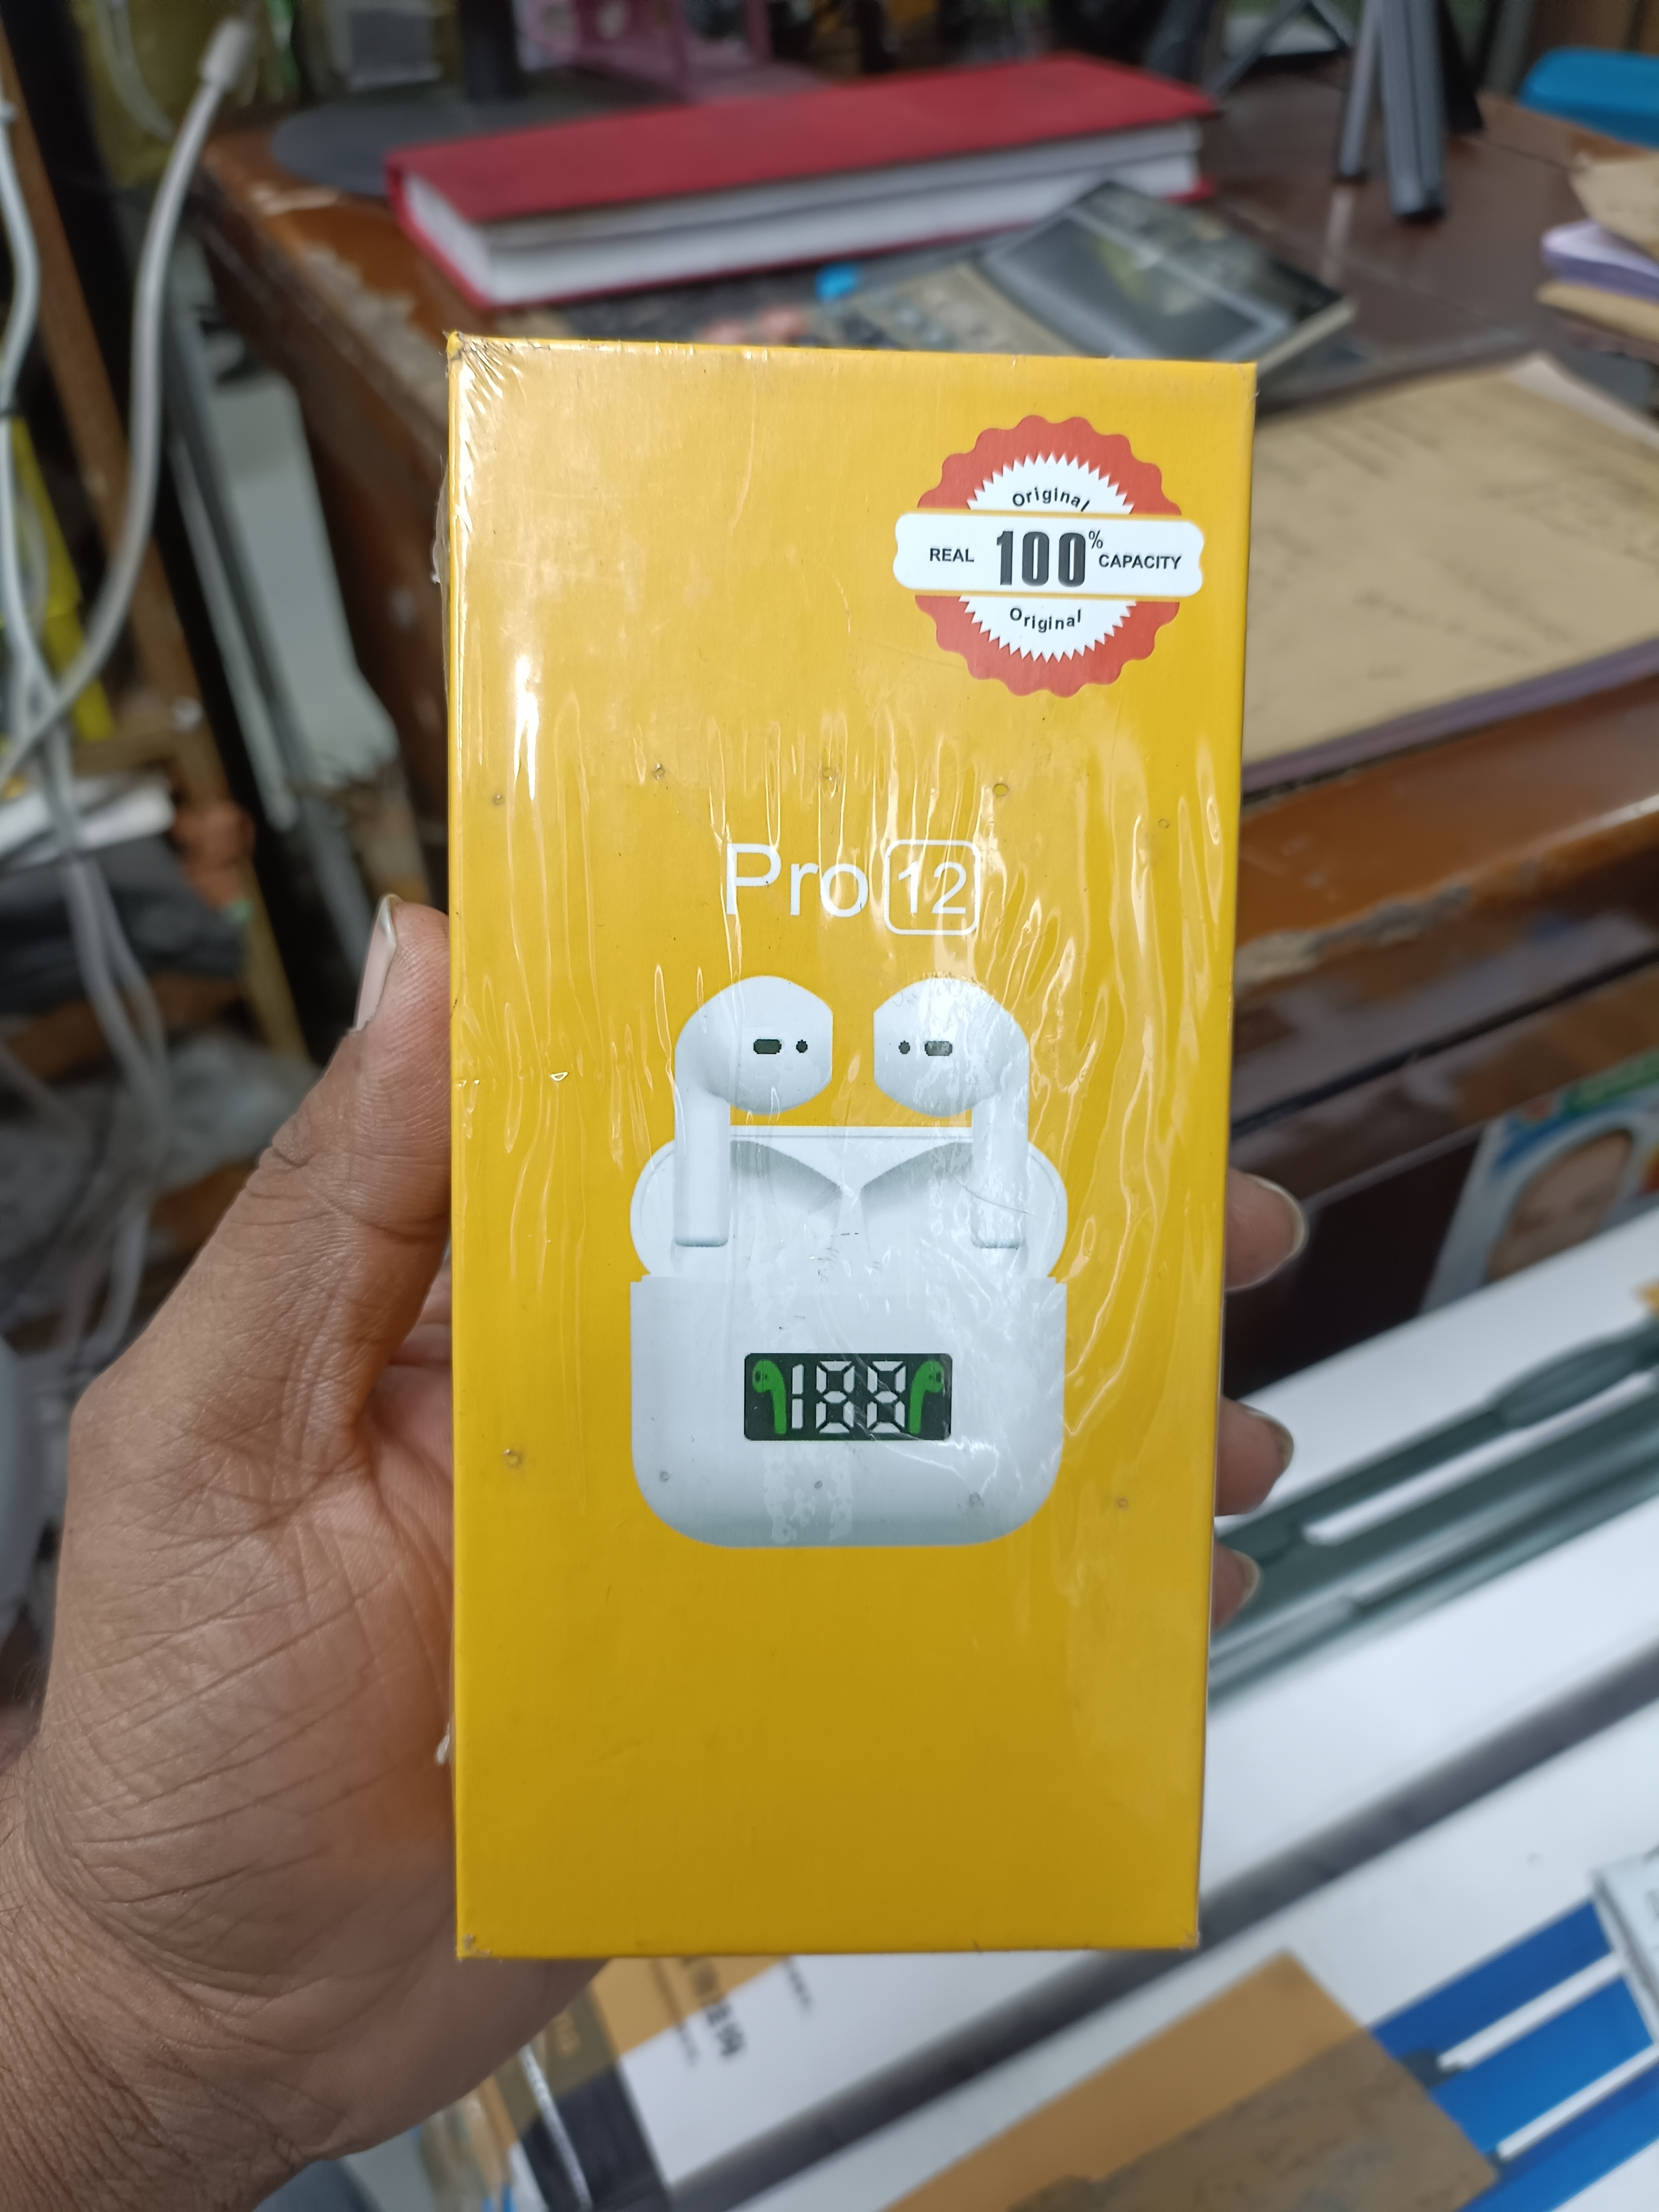 Original
REAL 100% CAPACITY
Original
Pro 12
188